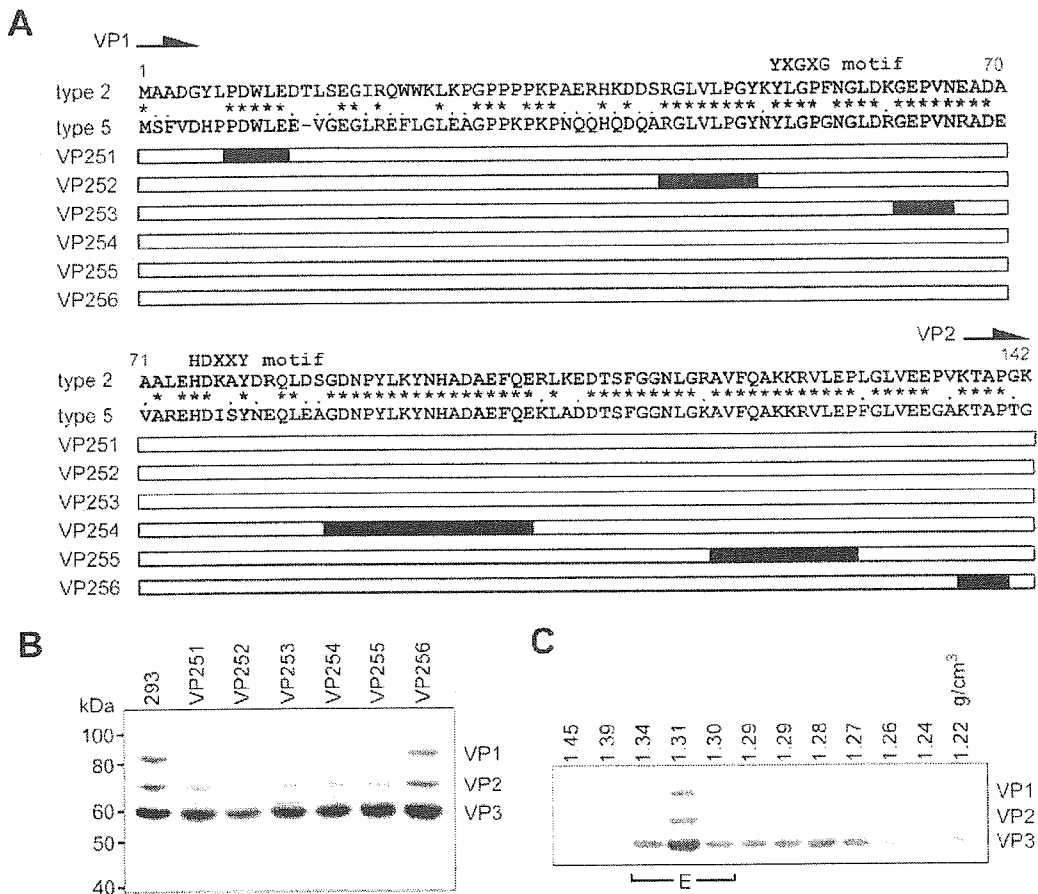 A
VP1
1 YXGXG motif 70
type 2 MAADGYLPDWLEDTLSEGIRQWWKLKPGPPPPKPAERHKDDSRGLVLPGYKYLGPFNGLDKGEPVNEADA
type 5 MSFVDHPPDWLEE-VGEGLREFLGLEAGPPKPKPNQQHQDQARGLVLPGYNYLGPGNGLDRGEPVNRADE
VP251
VP252
VP253
VP254
VP255
VP256
VP2
71 HDXXY motif 142
type 2 AALEHDKAYDRQLDSGDNPYLKYNHADAEFQERLKEDTSFGGNLGRAVFQAKKRVLEPLGLVEEPVKTAPGK
type 5 VAREHDISYNEQLEAGDNPYLKYNHADAEFQEKLADDTSFGGNLGKAVFQAKKRVLEPFGLVEEGAKTAPTG
VP251
VP252
VP253
VP254
VP255
VP256
B
293 VP251 VP252 VP253 VP254 VP255 VP256
kDa
100
80
60
50
40
VP1
VP2
VP3
C
1.45 1.39 1.34 1.31 1.30 1.29 1.29 1.28 1.27 1.26 1.24 1.22 g/cm³
VP1
VP2
VP3
E